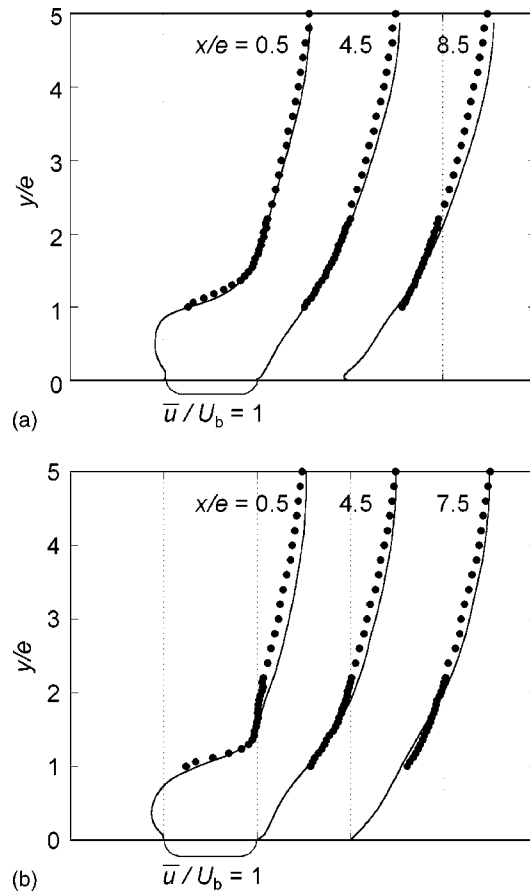 5
x/e = 0.5 4.5 8.5
4
3
y/e
2
1
0
u̅ / U_b = 1
(a)
5
x/e = 0.5 4.5 7.5
4
3
y/e
2
1
0
u̅ / U_b = 1
(b)